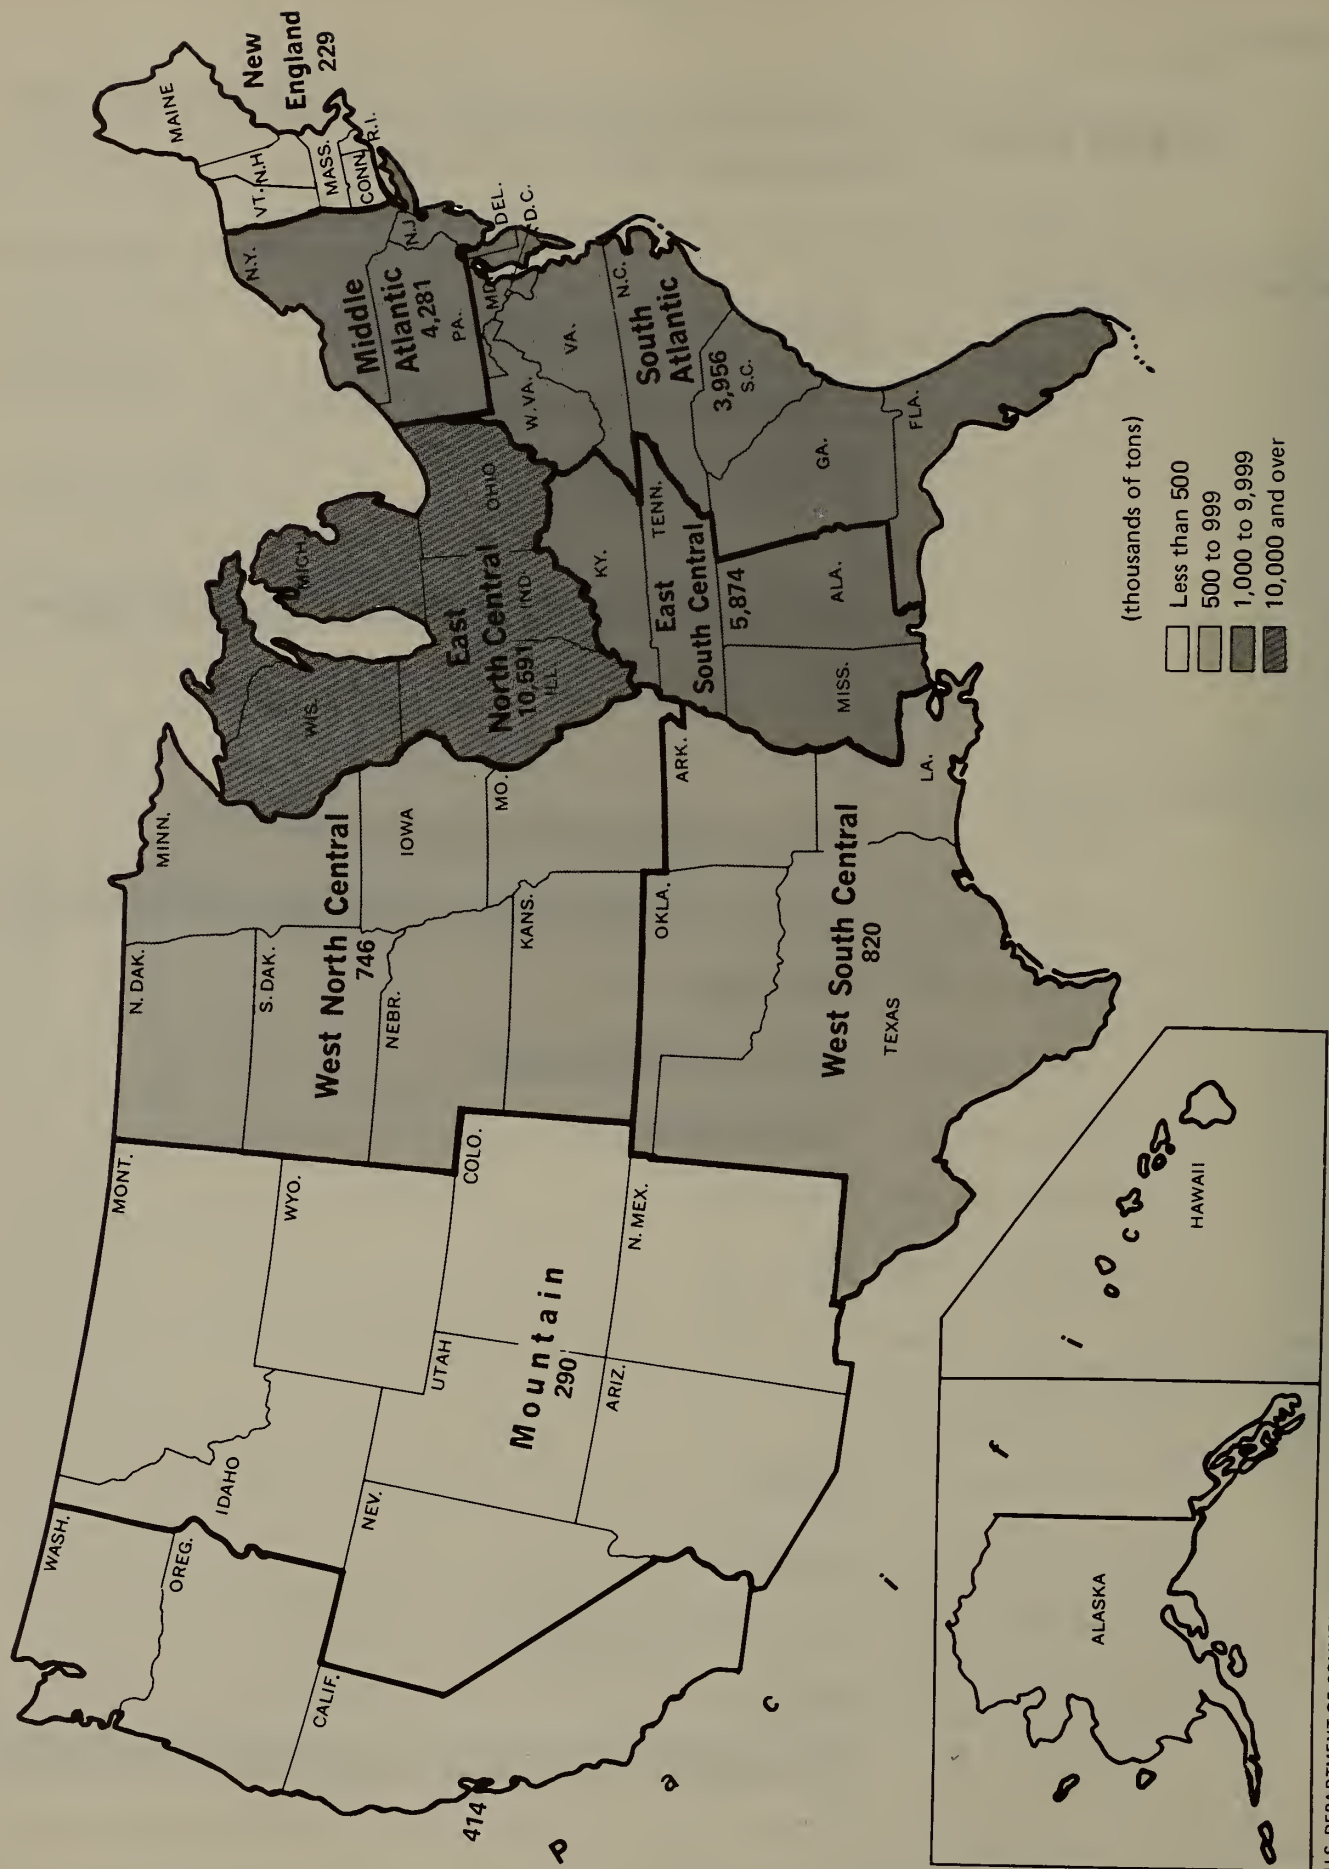 WASH.
OREG.
CALIF.
414
P
a
c
i
f
i
c
IDAHO
NEV.
MONT.
WYO.
UTAH
COLO.
ARIZ.
N. MEX.
Mountain
290
N. DAK.
S. DAK.
NEBR.
KANS.
MINN.
IOWA
MO.
West North Central
746
OKLA.
ARK.
TEXAS
LA.
West South Central
820
WIS.
MICH.
ILL.
IND.
OHIO
East
North Central
10,591
KY.
TENN.
MISS.
ALA.
East
South Central
5,874
N.Y.
PA.
N.J.
Middle
Atlantic
4,281
MAINE
VT.
N.H
MASS.
CONN.
R.I.
New
England
229
DEL.
MD.
D.C.
W. VA.
VA.
N.C.
S.C.
GA.
FLA.
South
Atlantic
3,956
ALASKA
HAWAII
(thousands of tons)
Less than 500
500 to 999
1,000 to 9,999
10,000 and over